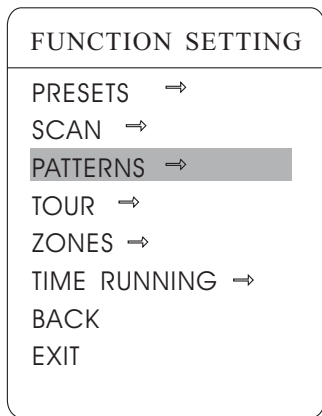 FUNCTION SETTING
PRESETS ⇒
SCAN ⇒
PATTERNS ⇒
TOUR ⇒
ZONES ⇒
TIME RUNNING ⇒
BACK
EXIT